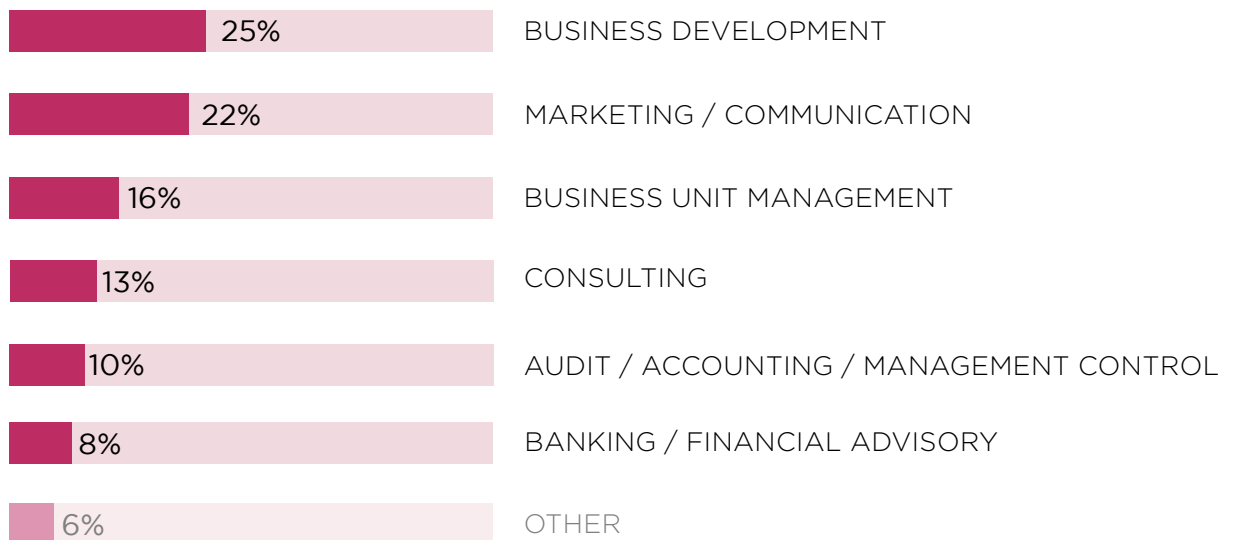 25% BUSINESS DEVELOPMENT
22% MARKETING / COMMUNICATION
16% BUSINESS UNIT MANAGEMENT
13% CONSULTING
10% AUDIT / ACCOUNTING / MANAGEMENT CONTROL
8% BANKING / FINANCIAL ADVISORY
6% OTHER